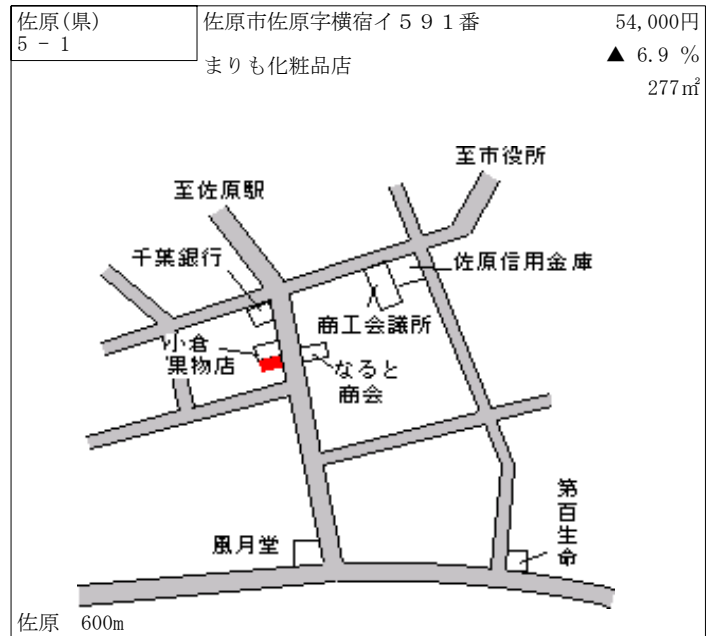 佐原(県)
5 - 1
佐原市佐原字横宿イ５９１番
まりも化粧品店
54,000円
▲ 6.9 %
277㎡
至市役所
至佐原駅
千葉銀行
佐原信用金庫
商工会議所
小倉
果物店
なると
商会
風月堂
第百生命
佐原 600m